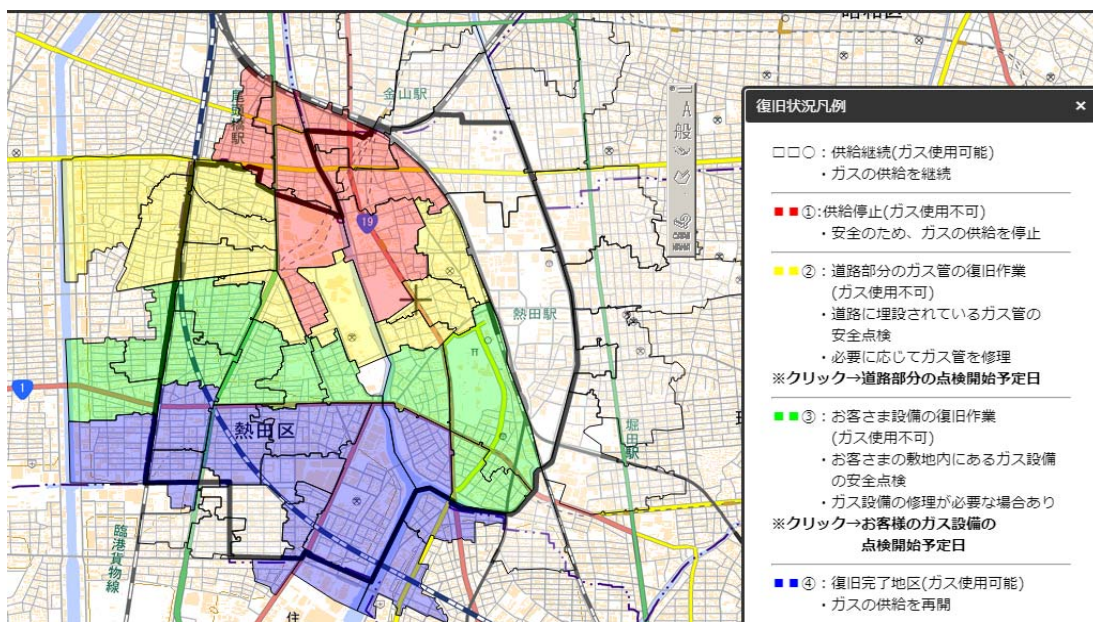 昭和区
金山駅
尾頭橋駅
19
熱田駅
1
熱田区
堀田駅
臨港貨物線
住
A
般
復旧状況凡例
×
□□○：供給継続(ガス使用可能)
・ガスの供給を継続
■■①:供給停止(ガス使用不可)
・安全のため、ガスの供給を停止
■■②：道路部分のガス管の復旧作業
(ガス使用不可)
・道路に埋設されているガス管の
安全点検
・必要に応じてガス管を修理
※クリック→道路部分の点検開始予定日
■■③：お客さま設備の復旧作業
(ガス使用不可)
・お客さまの敷地内にあるガス設備
の安全点検
・ガス設備の修理が必要な場合あり
※クリック→お客様のガス設備の
点検開始予定日
■■④：復旧完了地区(ガス使用可能)
・ガスの供給を再開